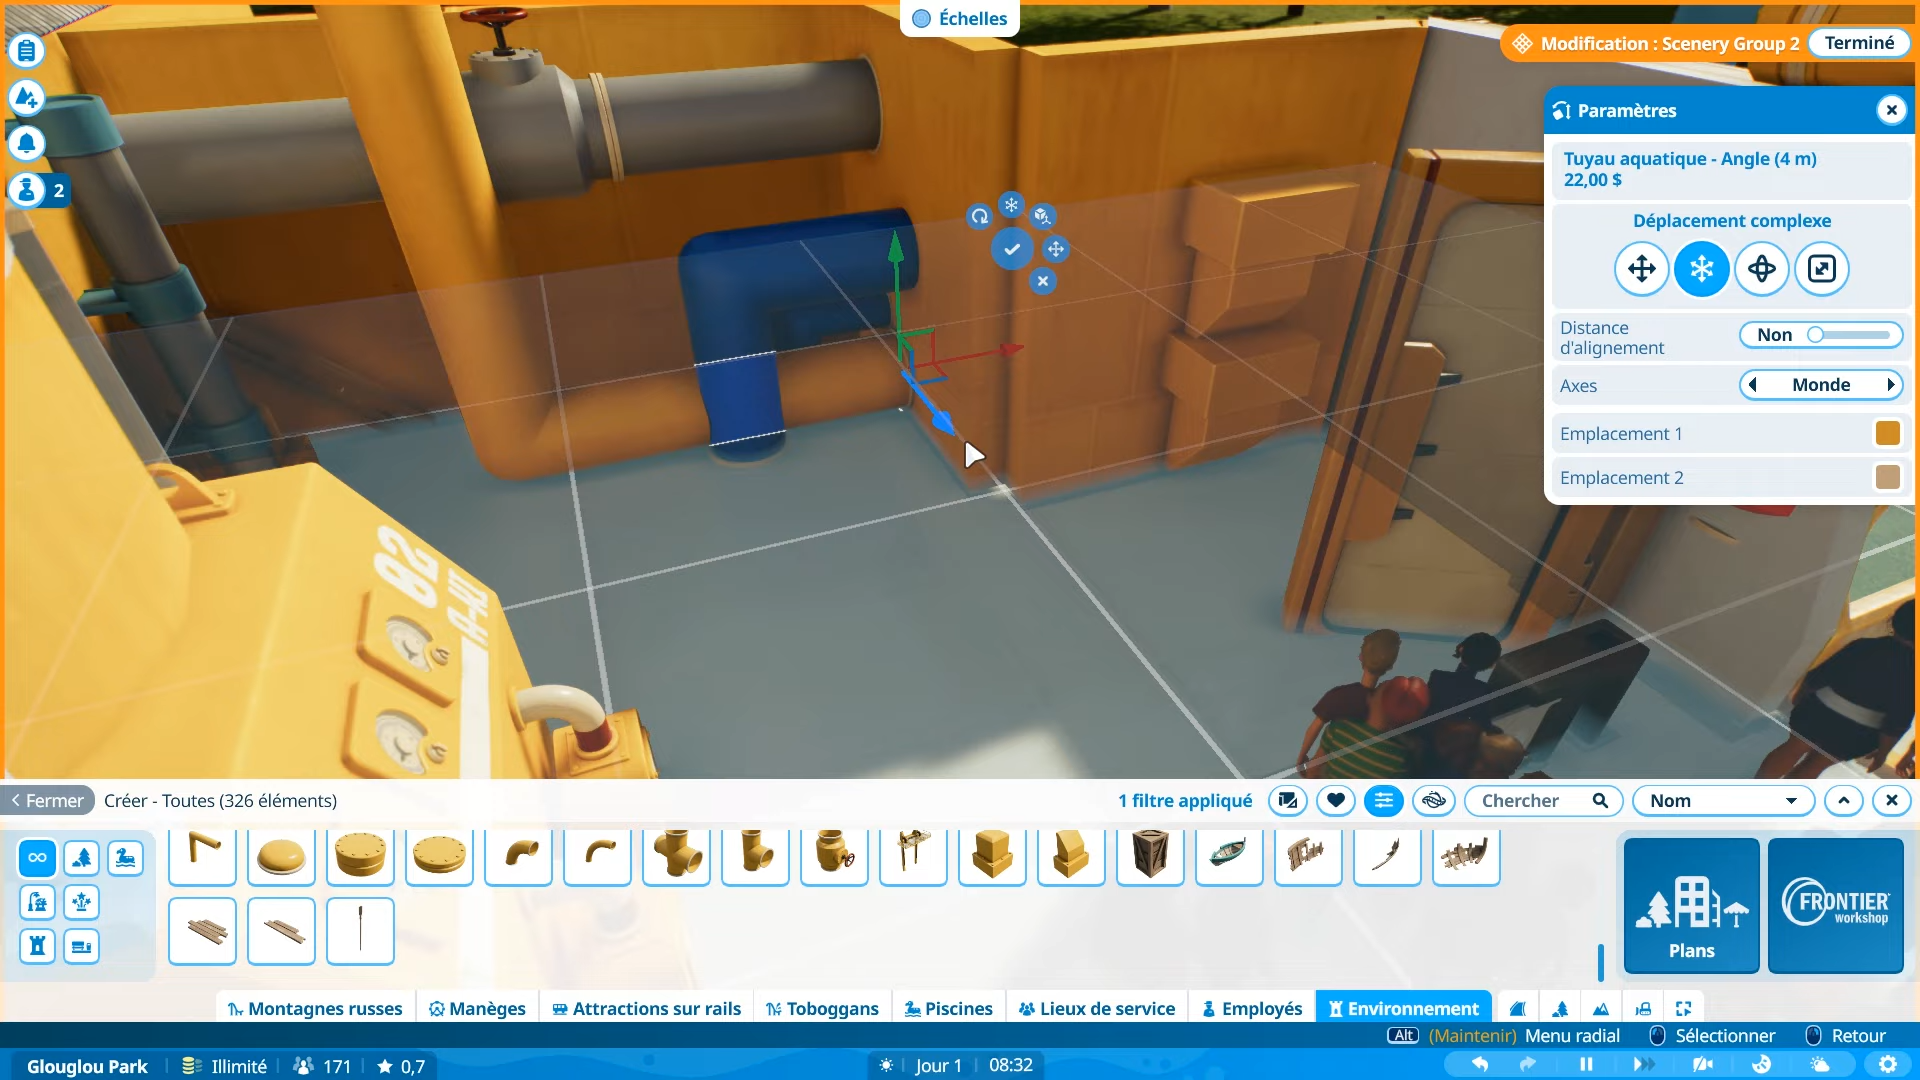 Échelles
Modification : Scenery Group 2
Terminé
2
Paramètres
Tuyau aquatique - Angle (4 m)
22,00 $
Déplacement complexe
Distance
d'alignement
Non
Axes
Monde
Emplacement 1
Emplacement 2
02
A-H2
Fermer
Créer - Toutes (326 éléments)
1 filtre appliqué
Chercher
Nom
Plans
FRONTIER
workshop
Montagnes russes
Manèges
Attractions sur rails
Toboggans
Piscines
Lieux de service
Employés
Environnement
Alt (Maintenir) Menu radial
Sélectionner
Retour
Glouglou Park
Illimité
171
0,7
Jour 1
08:32